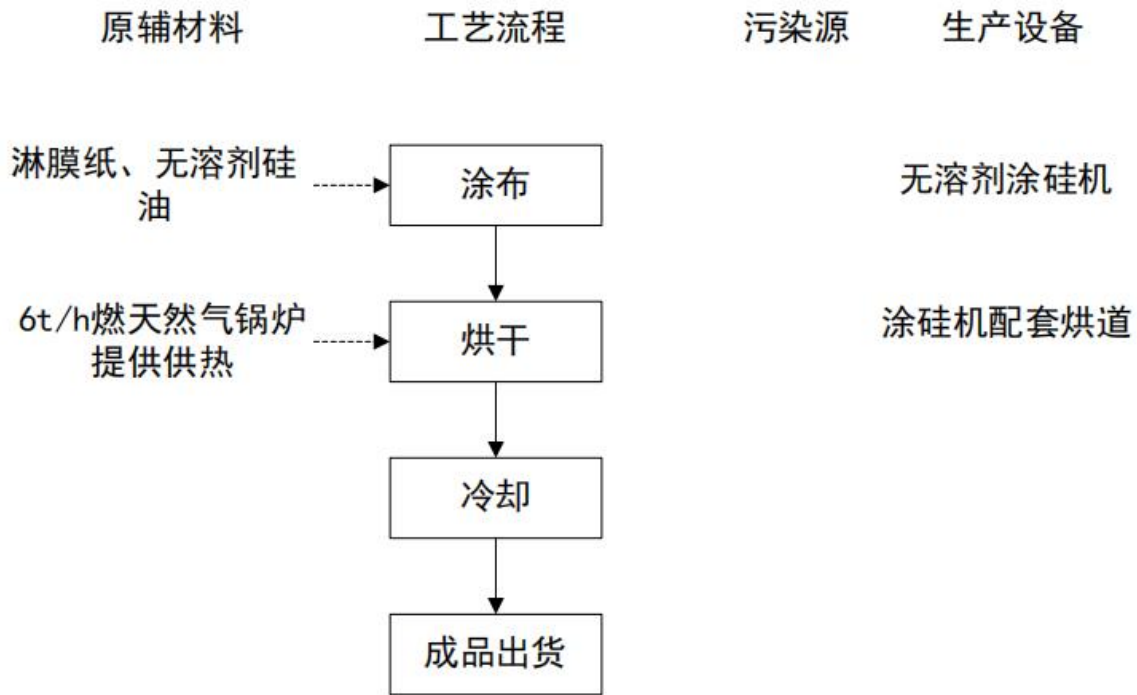 原辅材料 工艺流程 污染源 生产设备
淋膜纸、无溶剂硅
油
涂布
无溶剂涂硅机
6t/h燃天然气锅炉
提供供热
烘干
涂硅机配套烘道
冷却
成品出货